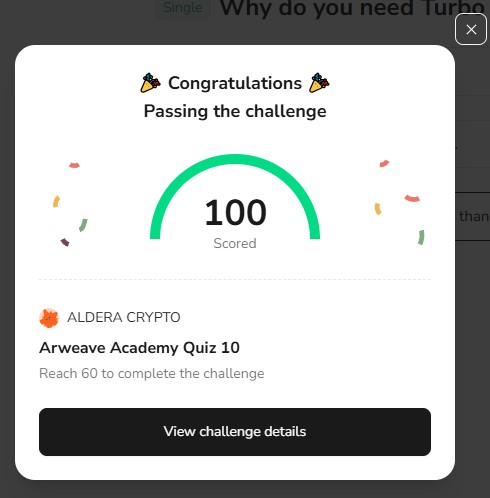 Single Why do you need Turbo
Congratulations
Passing the challenge
100
Scored
than
ALDERA CRYPTO
Arweave Academy Quiz 10
Reach 60 to complete the challenge
View challenge details